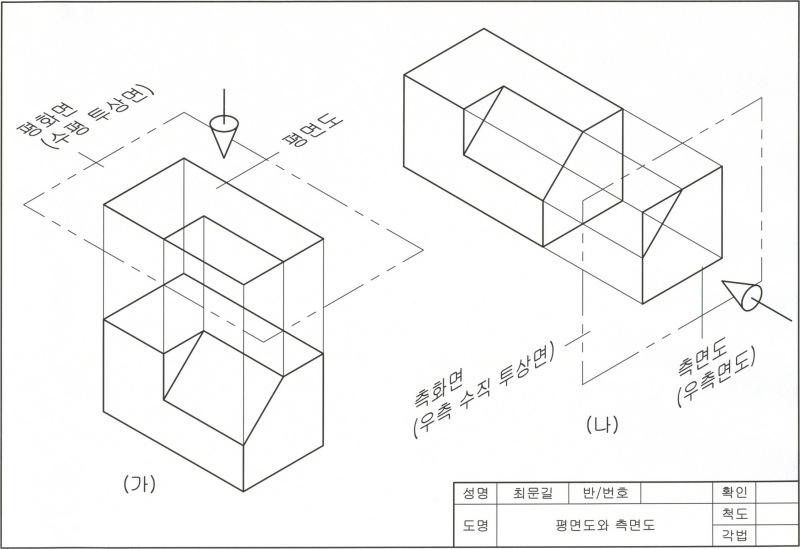 평화면
(수평 투상면)
평면도
측화면
(우측 수직 투상면)
측면도
(우측면도)
(가)
(나)
성명 최문길 반/번호 확인
도명 평면도와 측면도 척도
각법